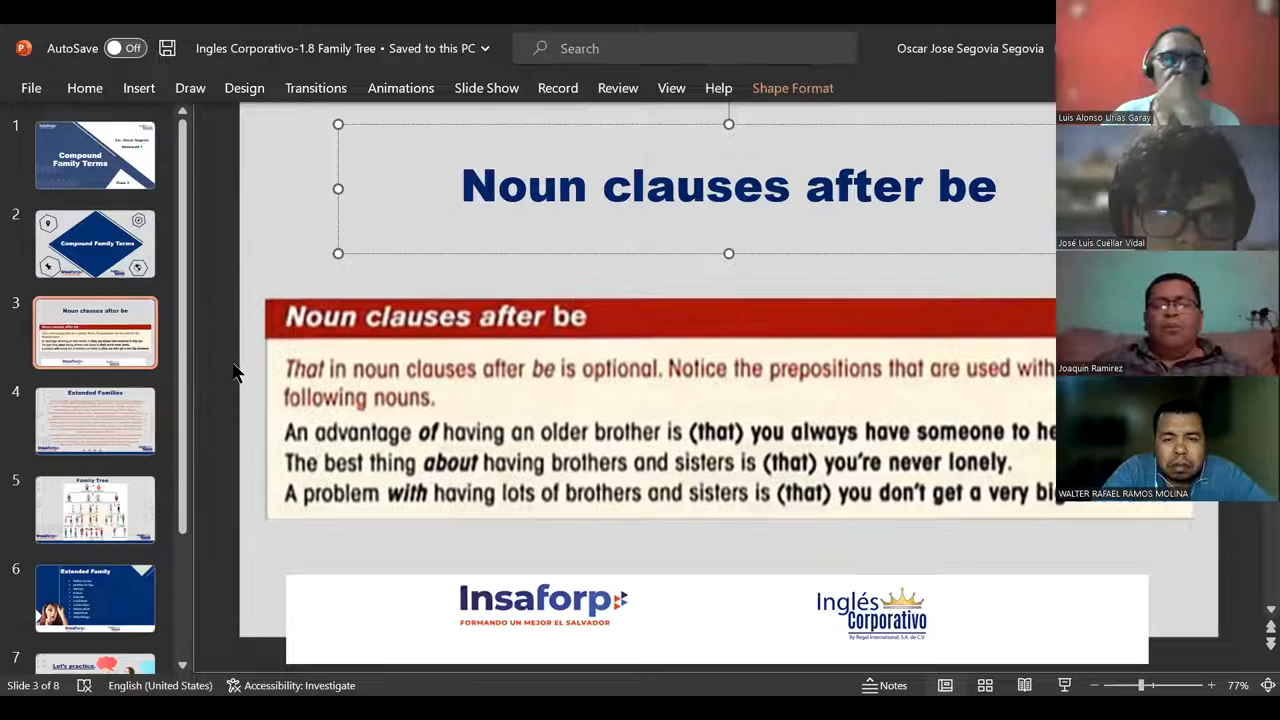 AutoSave Off Ingles Corporativo-1.8 Family Tree • Saved to this PC Search Oscar Jose Segovia Segovia
File Home Insert Draw Design Transitions Animations Slide Show Record Review View Help Shape Format
1
Compound
Family Terms
2
Compound Family Terms
3
Noun clauses after be
4
Extended Families
5
Family Tree
6
Extended Family
7
Let's practice
Noun clauses after be
Noun clauses after be
That in noun clauses after be is optional. Notice the prepositions that are used with
following nouns.
An advantage of having an older brother is (that) you always have someone to he
The best thing about having brothers and sisters is (that) you're never lonely.
A problem with having lots of brothers and sisters is (that) you don't get a very bi
Insaforp
FORMANDO UN MEJOR EL SALVADOR
Inglés
Corporativo
By Regal International, S.A. de C.V.
Luis Alonso Urias Garay
José Luis Cuéllar Vidal
Joaquin Ramirez
WALTER RAFAEL RAMOS MOLINA
Slide 3 of 8 English (United States) Accessibility: Investigate Notes 77%